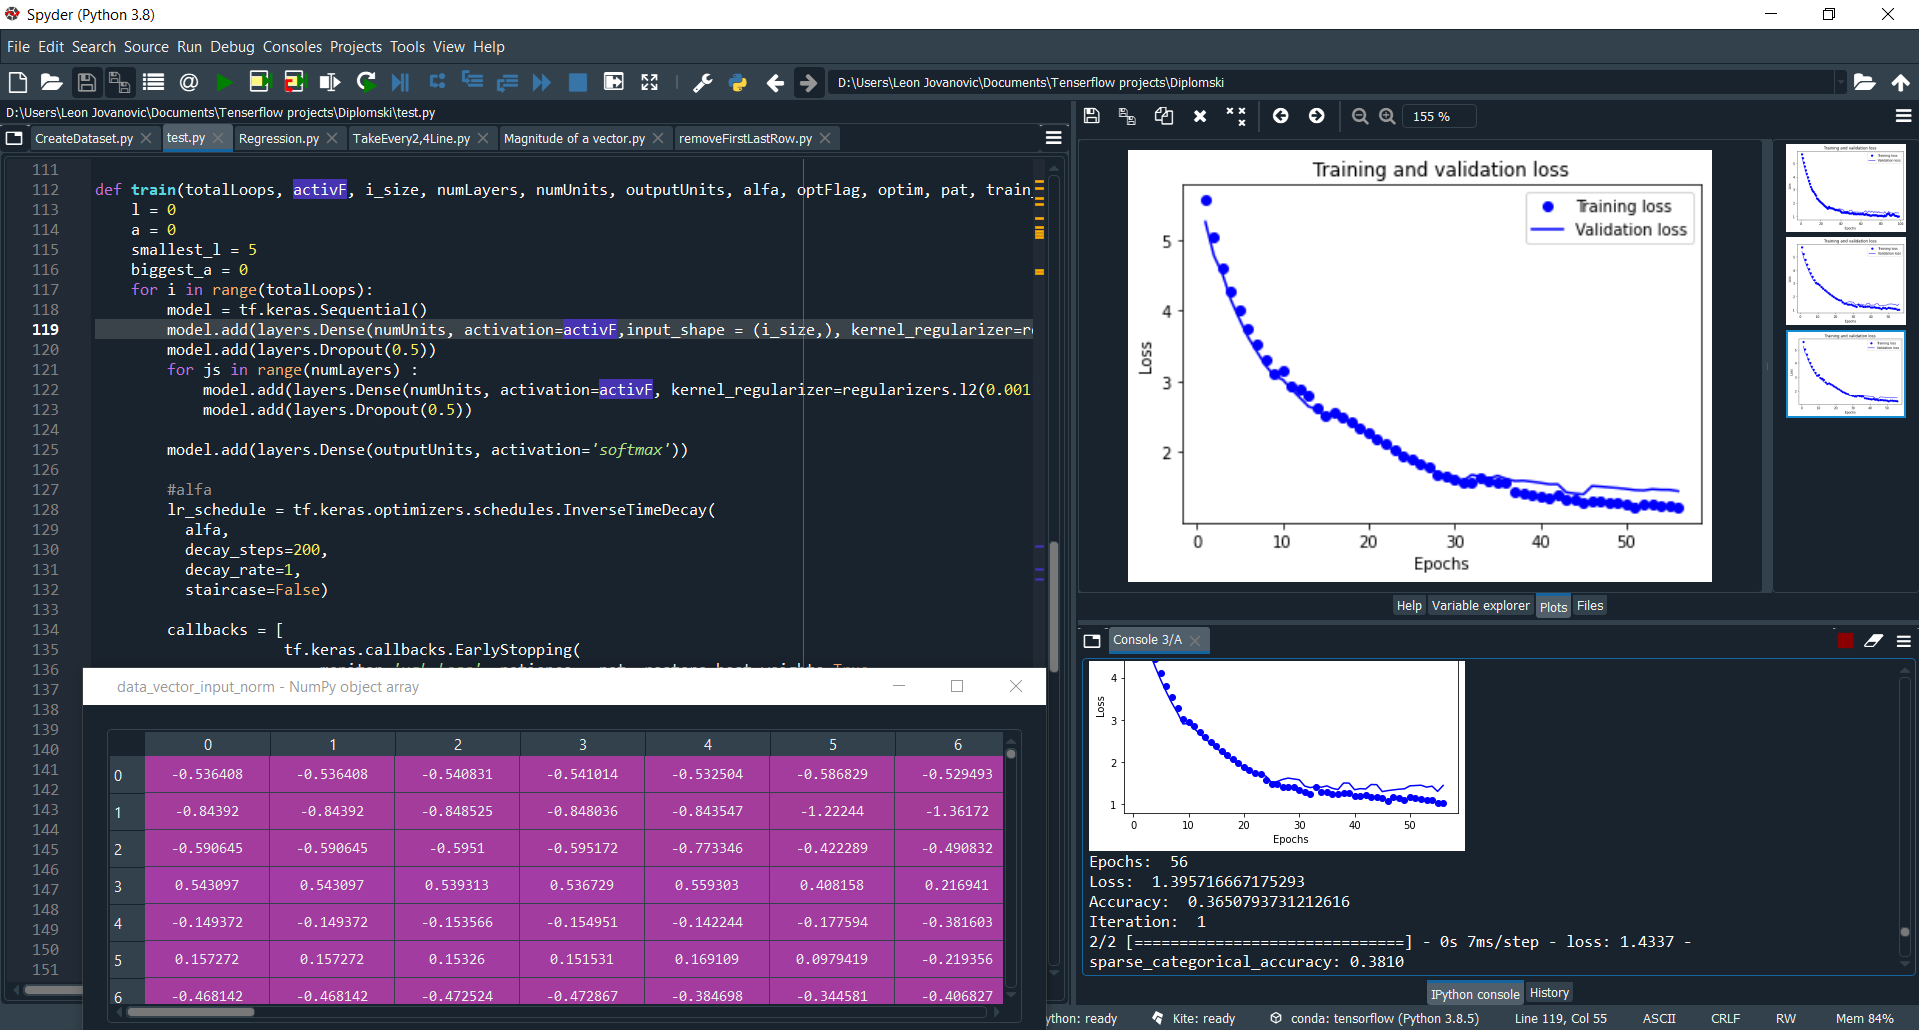 Spyder (Python 3.8)
File Edit Search Source Run Debug Consoles Projects Tools View Help
D:\Users\Leon Jovanovic\Documents\Tenserflow projects\Diplomski
D:\Users\Leon Jovanovic\Documents\Tenserflow projects\Diplomski\test.py
CreateDataset.py test.py Regression.py TakeEvery2,4Line.py Magnitude of a vector.py removeFirstLastRow.py
111
112 def train(totalLoops, activF, i_size, numLayers, numUnits, outputUnits, alfa, optFlag, optim, pat, train_
113 l = 0
114 a = 0
115 smallest_l = 5
116 biggest_a = 0
117 for i in range(totalLoops):
118 model = tf.keras.Sequential()
119 model.add(layers.Dense(numUnits, activation=activF,input_shape = (i_size,), kernel_regularizer=r
120 model.add(layers.Dropout(0.5))
121 for js in range(numLayers) :
122 model.add(layers.Dense(numUnits, activation=activF, kernel_regularizer=regularizers.l2(0.001
123 model.add(layers.Dropout(0.5))
124
125 model.add(layers.Dense(outputUnits, activation='softmax'))
126
127 #alfa
128 lr_schedule = tf.keras.optimizers.schedules.InverseTimeDecay(
129 alfa,
130 decay_steps=200,
131 decay_rate=1,
132 staircase=False)
133
134 callbacks = [
135 tf.keras.callbacks.EarlyStopping(
136
137
138
139
140
141
142
143
144
145
146
147
148
149
150
151
data_vector_input_norm - NumPy object array
0 1 2 3 4 5 6
0 -0.536408 -0.536408 -0.540831 -0.541014 -0.532504 -0.586829 -0.529493
1 -0.84392 -0.84392 -0.848525 -0.848036 -0.843547 -1.22244 -1.36172
2 -0.590645 -0.590645 -0.5951 -0.595172 -0.773346 -0.422289 -0.490832
3 0.543097 0.543097 0.539313 0.536729 0.559303 0.408158 0.216941
4 -0.149372 -0.149372 -0.153566 -0.154951 -0.142244 -0.177594 -0.381603
5 0.157272 0.157272 0.15326 0.151531 0.169109 0.0979419 -0.219356
6 -0.468142 -0.468142 -0.472524 -0.472867 -0.384698 -0.344581 -0.406827
155 %
Training and validation loss
Training loss
Validation loss
5
4
3
2
Loss
0 10 20 30 40 50
Epochs
Training and validation loss
Training and validation loss
Training and validation loss
Help Variable explorer Plots Files
Console 3/A
4
3
2
1
Loss
0 10 20 30 40 50
Epochs
Epochs: 56
Loss: 1.395716667175293
Accuracy: 0.3650793731212616
Iteration: 1
2/2 [==============================] - 0s 7ms/step - loss: 1.4337 -
sparse_categorical_accuracy: 0.3810
IPython console History
ython: ready Kite: ready conda: tensorflow (Python 3.8.5) Line 119, Col 55 ASCII CRLF RW Mem 84%